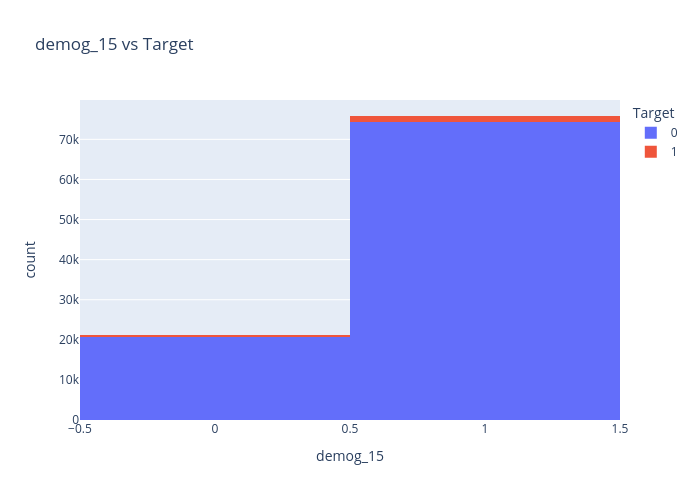 demog_15 vs Target
Target
0
1
70k
60k
50k
40k
30k
20k
10k
0
−0.5
0
0.5
1
1.5
count
demog_15